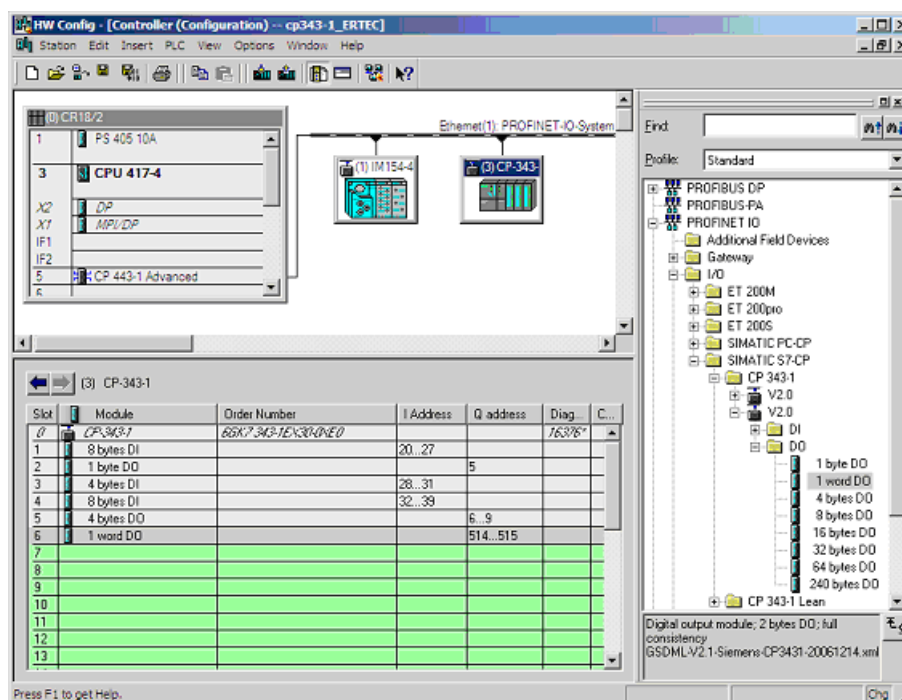 HW Config - [Controller (Configuration) -- cp343-1_ERTEC]
Station Edit Insert PLC View Options Window Help
(0) CR18/2
1 PS 405 10A
3 CPU 417-4
X2 DP
X1 MPI/DP
IF1
IF2
5 CP 443-1 Advanced
6
Ethernet(1): PROFINET-IO-System
(1) IM154-4
(3) CP-343-
Find:
Profile: Standard
PROFIBUS DP
PROFIBUS-PA
PROFINET IO
Additional Field Devices
Gateway
I/O
ET 200M
ET 200pro
ET 200S
SIMATIC PC-CP
SIMATIC S7-CP
CP 343-1
V2.0
V2.0
DI
DO
1 byte DO
1 word DO
4 bytes DO
8 bytes DO
16 bytes DO
32 bytes DO
64 bytes DO
240 bytes DO
CP 343-1 Lean
Digital output module; 2 bytes DO; full
consistency
GSDML-V2.1-Siemens-CP3431-20061214.xml
(3) CP-343-1
Slot Module Order Number I Address Q address Diag... C...
0 CP-343-1 6GK7 343-1EX30-0XE0 16376*
1 8 bytes DI 20...27
2 1 byte DO 5
3 4 bytes DI 28...31
4 8 bytes DI 32...39
5 4 bytes DO 6...9
6 1 word DO 514...515
7
8
9
10
11
12
13
Press F1 to get Help.
Chg